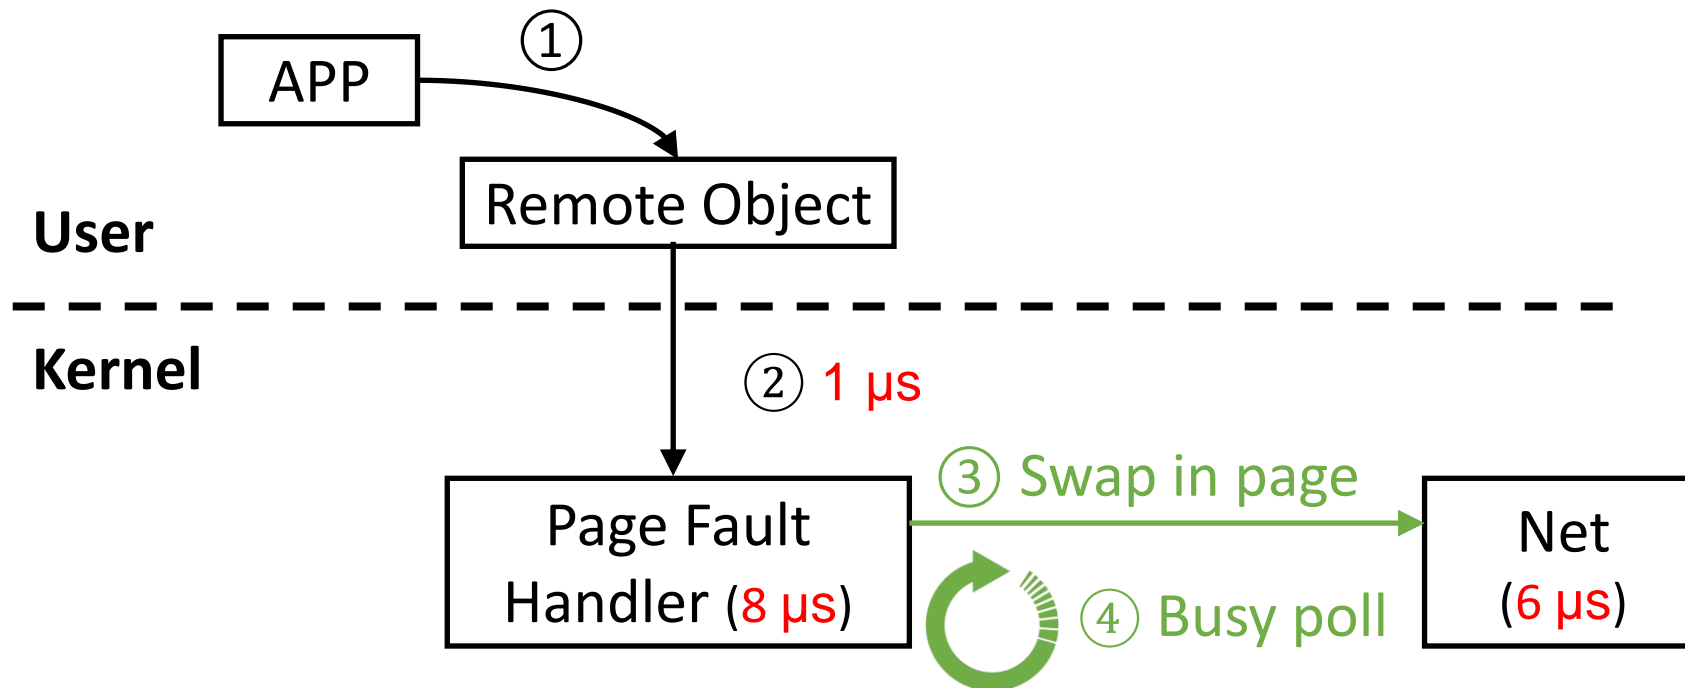 ①
APP
Remote Object
User
Kernel
② 1 µs
③ Swap in page
Page Fault
Handler (8 µs)
④ Busy poll
Net
(6 µs)